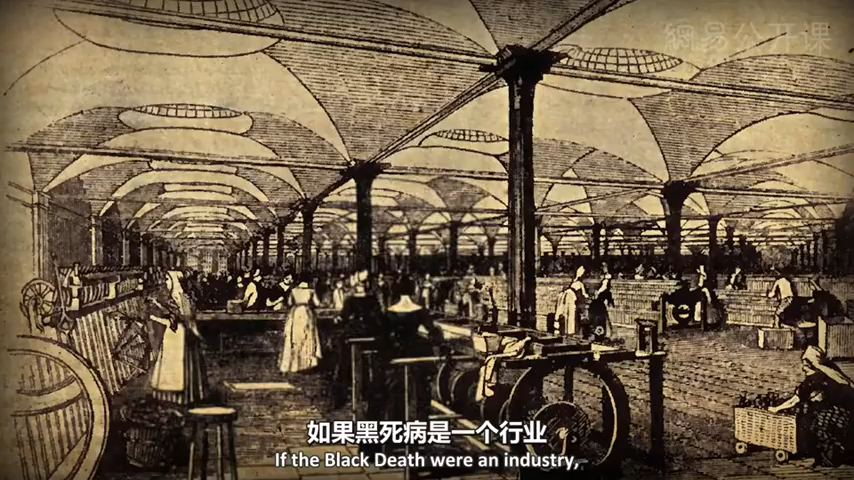 網易公开课
如果黑死病是一个行业
If the Black Death were an industry,